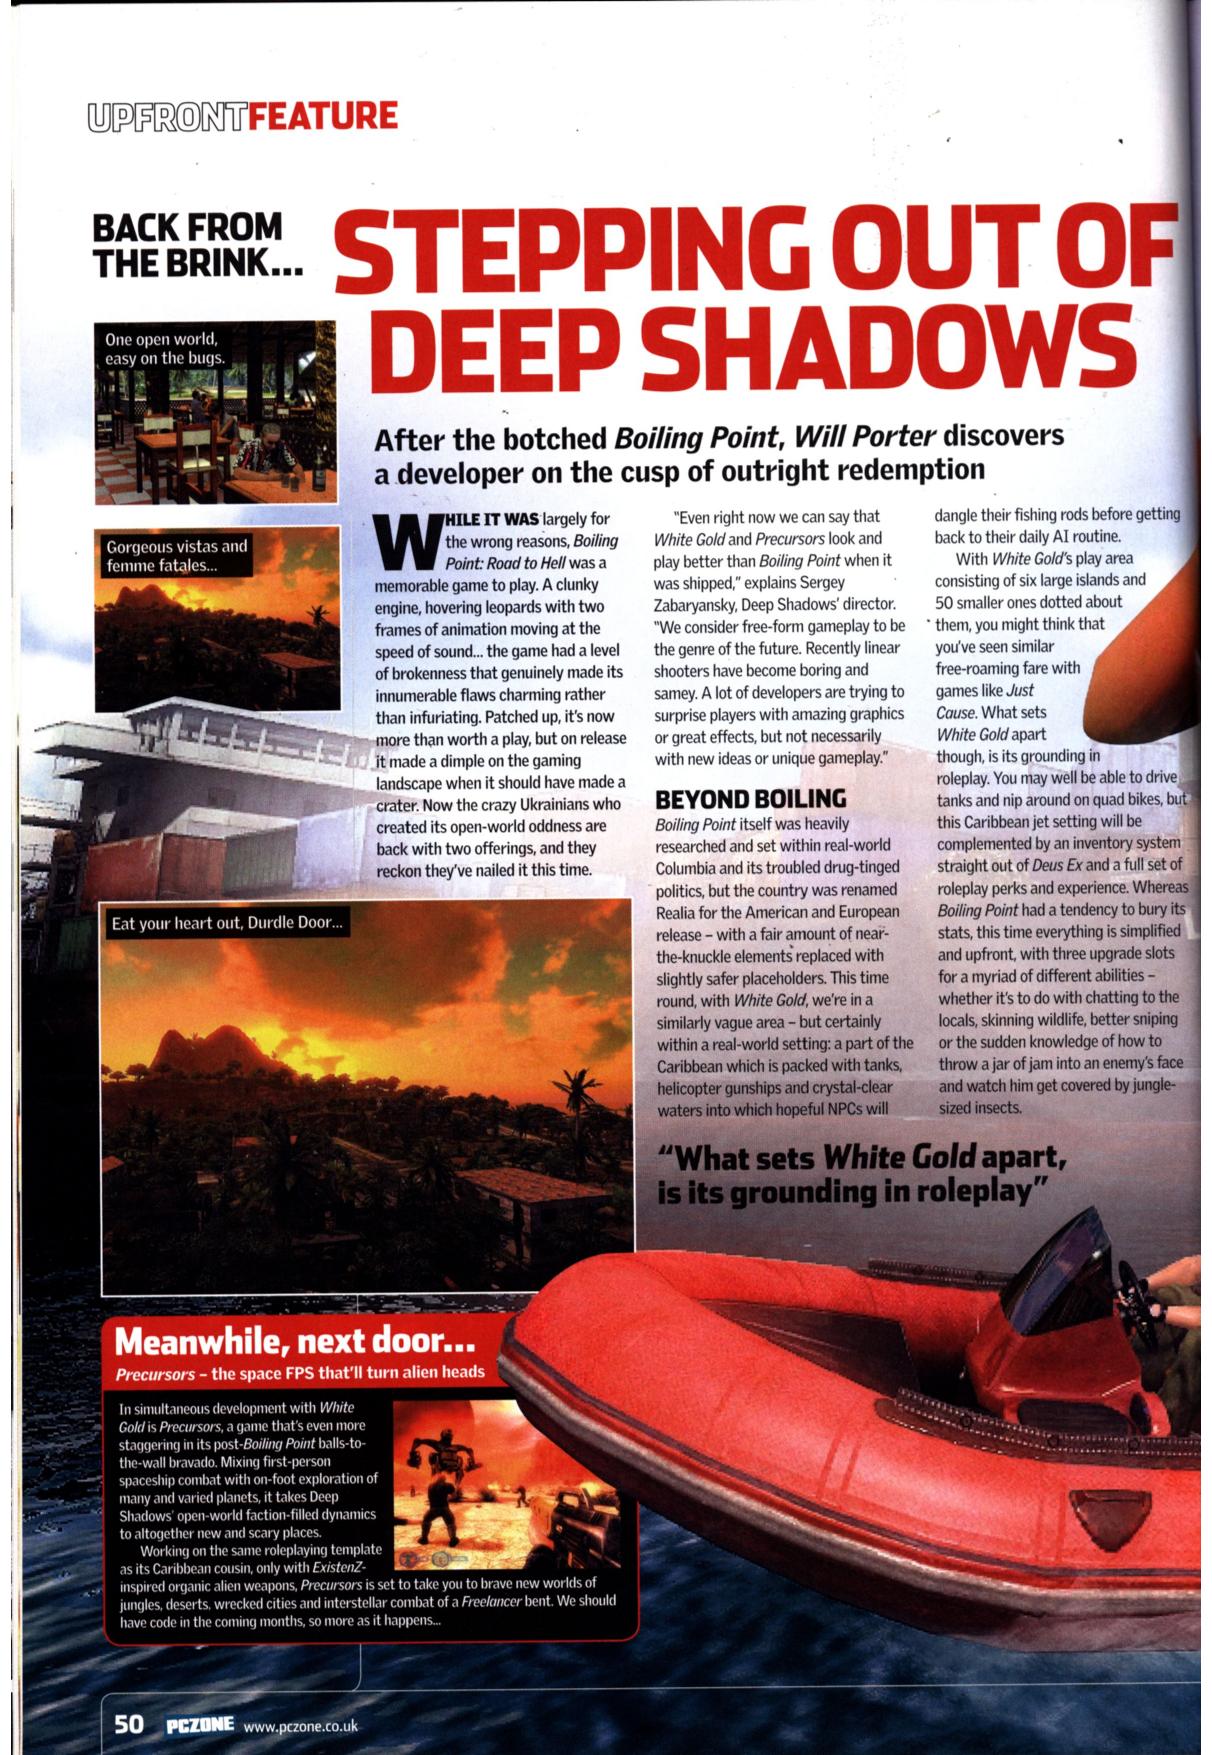 UPFRONTFEATURE
BACK FROM
THE BRINK...
STEPPING OUT OF
DEEP SHADOWS
One open world,
easy on the bugs.
Gorgeous vistas and
femme fatales...
After the botched Boiling Point, Will Porter discovers
a developer on the cusp of outright redemption
WHILE IT WAS largely for
the wrong reasons, Boiling
Point: Road to Hell was a
memorable game to play. A clunky
engine, hovering leopards with two
frames of animation moving at the
speed of sound... the game had a level
of brokenness that genuinely made its
innumerable flaws charming rather
than infuriating. Patched up, it's now
more than worth a play, but on release
it made a dimple on the gaming
landscape when it should have made a
crater. Now the crazy Ukrainians who
created its open-world oddness are
back with two offerings, and they
reckon they've nailed it this time.
"Even right now we can say that
White Gold and Precursors look and
play better than Boiling Point when it
was shipped," explains Sergey
Zabaryansky, Deep Shadows' director.
"We consider free-form gameplay to be
the genre of the future. Recently linear
shooters have become boring and
samey. A lot of developers are trying to
surprise players with amazing graphics
or great effects, but not necessarily
with new ideas or unique gameplay."
BEYOND BOILING
Boiling Point itself was heavily
researched and set within real-world
Columbia and its troubled drug-tinged
politics, but the country was renamed
Realia for the American and European
release – with a fair amount of near-
the-knuckle elements replaced with
slightly safer placeholders. This time
round, with White Gold, we're in a
similarly vague area – but certainly
within a real-world setting: a part of the
Caribbean which is packed with tanks,
helicopter gunships and crystal-clear
waters into which hopeful NPCs will
dangle their fishing rods before getting
back to their daily AI routine.
With White Gold's play area
consisting of six large islands and
50 smaller ones dotted about
them, you might think that
you've seen similar
free-roaming fare with
games like Just
Cause. What sets
White Gold apart
though, is its grounding in
roleplay. You may well be able to drive
tanks and nip around on quad bikes, but
this Caribbean jet setting will be
complemented by an inventory system
straight out of Deus Ex and a full set of
roleplay perks and experience. Whereas
Boiling Point had a tendency to bury its
stats, this time everything is simplified
and upfront, with three upgrade slots
for a myriad of different abilities –
whether it's to do with chatting to the
locals, skinning wildlife, better sniping
or the sudden knowledge of how to
throw a jar of jam into an enemy's face
and watch him get covered by jungle-
sized insects.
"What sets White Gold apart,
is its grounding in roleplay"
Eat your heart out, Durdle Door...
Meanwhile, next door...
Precursors – the space FPS that'll turn alien heads
In simultaneous development with White
Gold is Precursors, a game that's even more
staggering in its post-Boiling Point balls-to-
the-wall bravado. Mixing first-person
spaceship combat with on-foot exploration of
many and varied planets, it takes Deep
Shadows' open-world faction-filled dynamics
to altogether new and scary places.
Working on the same roleplaying template
as its Caribbean cousin, only with ExistenZ-
inspired organic alien weapons, Precursors is set to take you to brave new worlds of
jungles, deserts, wrecked cities and interstellar combat of a Freelancer bent. We should
have code in the coming months, so more as it happens...
50 PCZONE www.pczone.co.uk